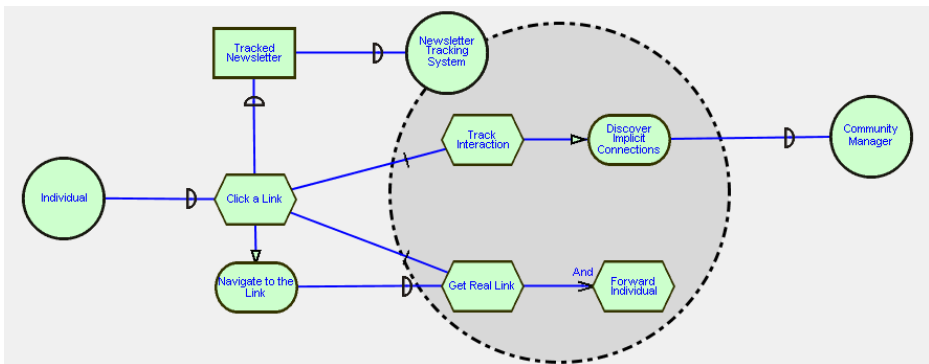 Tracked
Newsletter
Newsletter
Tracking
System
Track
Interaction
Discover
Implicit
Connections
Community
Manager
Individual
Click a Link
Navigate to the
Link
Get Real Link
And
Forward
Individual